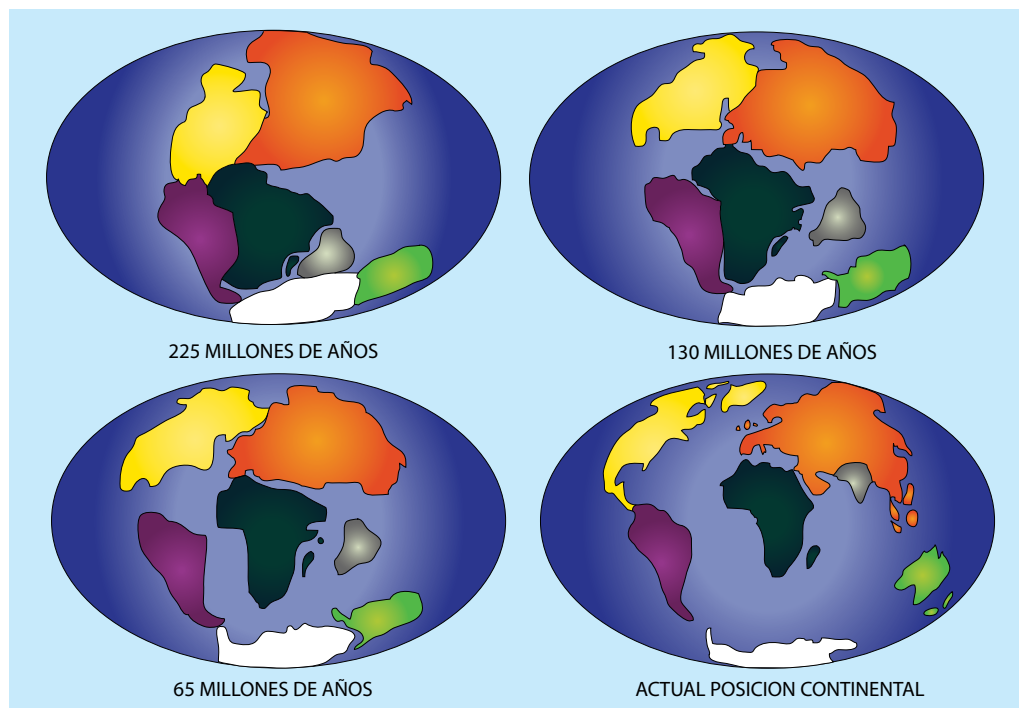 225 MILLONES DE AÑOS
130 MILLONES DE AÑOS
65 MILLONES DE AÑOS
ACTUAL POSICION CONTINENTAL